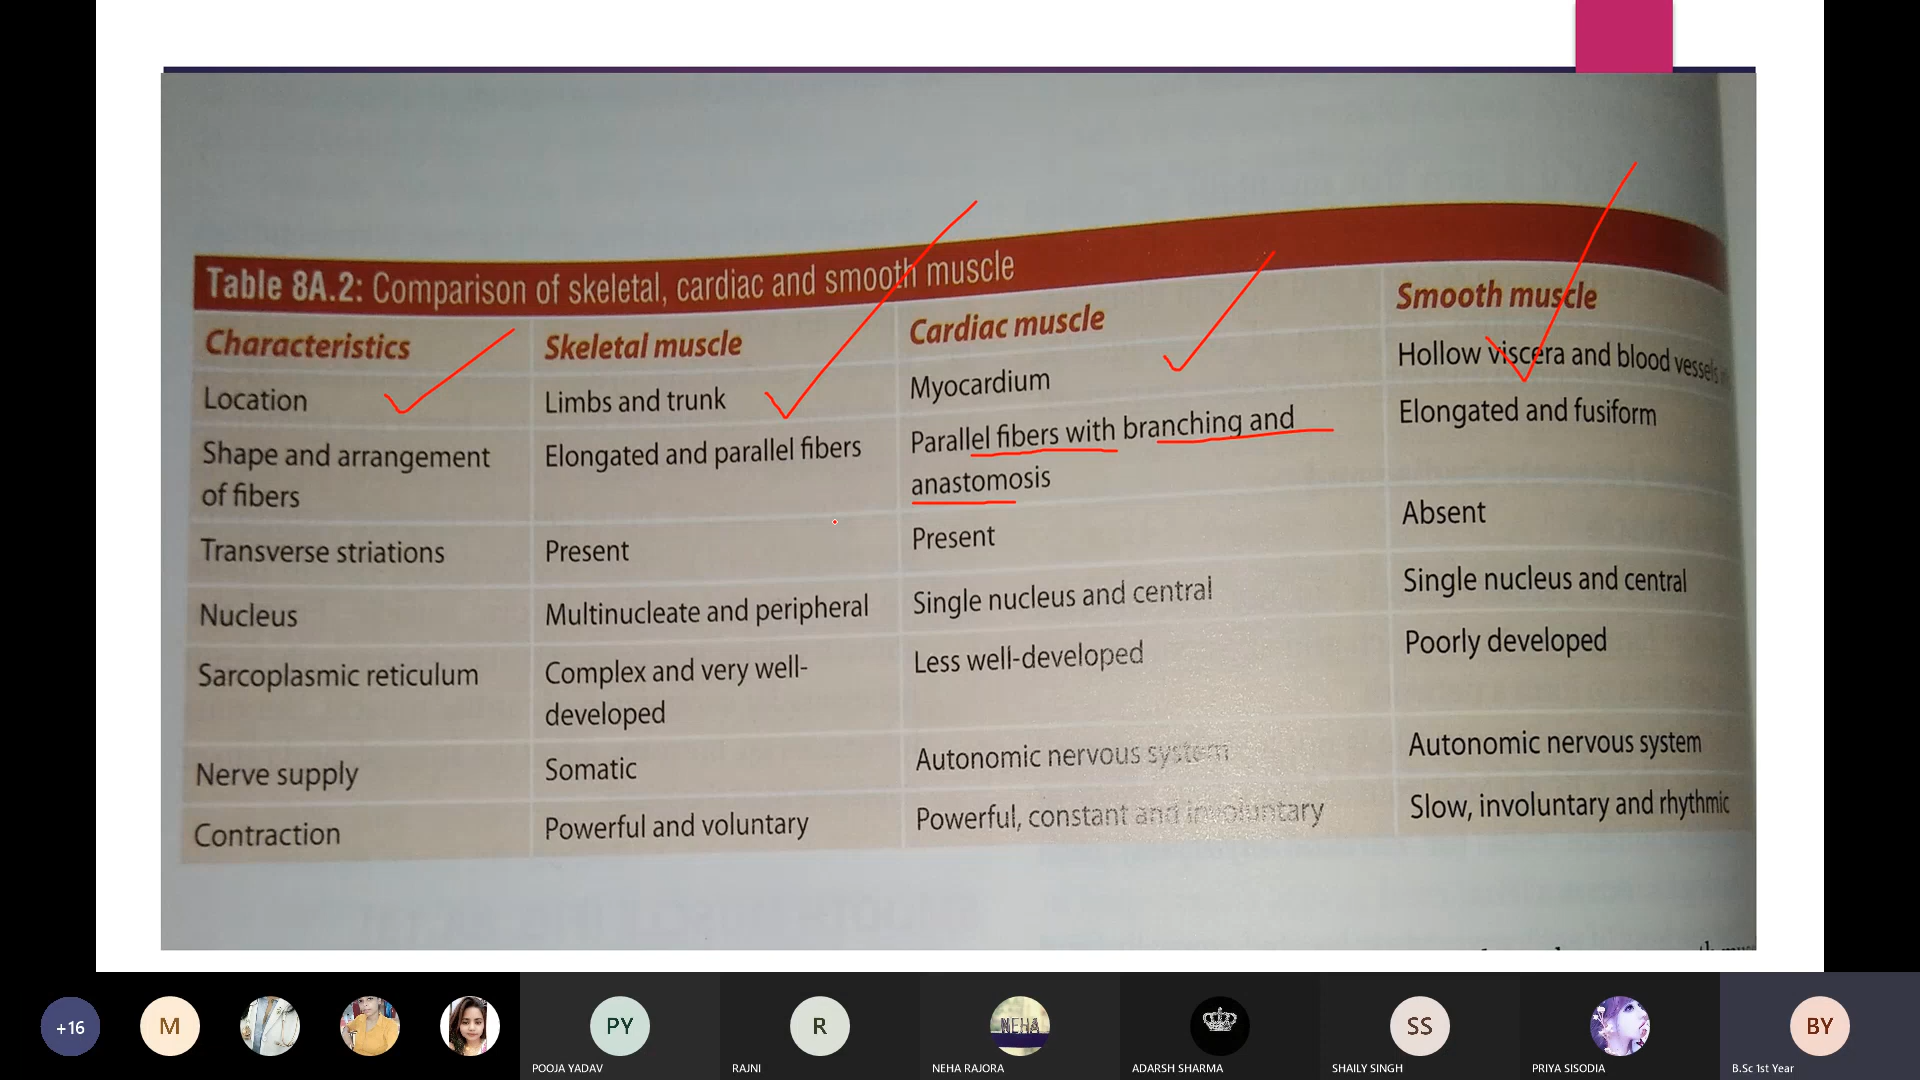 Table 8A.2: Comparison of skeletal, cardiac and smooth muscle
Characteristics Skeletal muscle Cardiac muscle Smooth muscle
Location Limbs and trunk Myocardium Hollow viscera and blood vessels
Shape and arrangement Elongated and parallel fibers Parallel fibers with branching and Elongated and fusiform
of fibers anastomosis
Transverse striations Present Present Absent
Nucleus Multinucleate and peripheral Single nucleus and central Single nucleus and central
Sarcoplasmic reticulum Complex and very well- Less well-developed Poorly developed
developed
Nerve supply Somatic Autonomic nervous system Autonomic nervous system
Contraction Powerful and voluntary Powerful, constant and involuntary Slow, involuntary and rhythmic
+16 M PY R NEHA SS BY
POOJA YADAV RAJNI NEHA RAJORA ADARSH SHARMA SHAILY SINGH PRIYA SISODIA B.Sc 1st Year